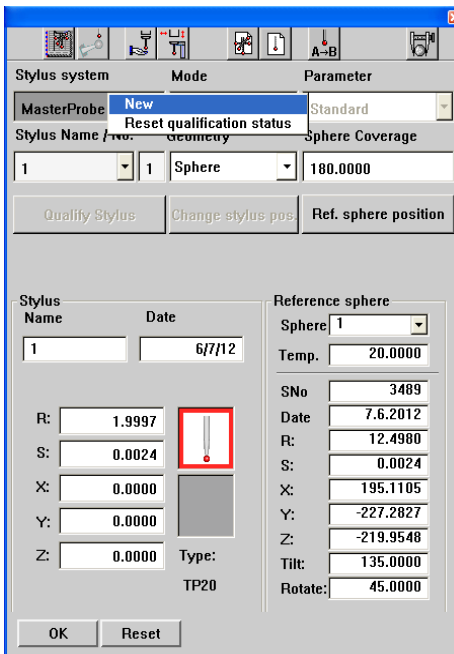 A→B
Stylus system Mode Parameter
MasterProbe Standard
New
Reset qualification status
Stylus Name / No. Geometry Sphere Coverage
1 1 Sphere 180.0000
Qualify Stylus Change stylus pos. Ref. sphere position
Stylus
Name Date
1 6/7/12
R: 1.9997
S: 0.0024
X: 0.0000
Y: 0.0000
Z: 0.0000 Type:
TP20
Reference sphere
Sphere 1
Temp. 20.0000
SNo 3489
Date 7.6.2012
R: 12.4980
S: 0.0024
X: 195.1105
Y: -227.2827
Z: -219.9548
Tilt: 135.0000
Rotate: 45.0000
OK Reset